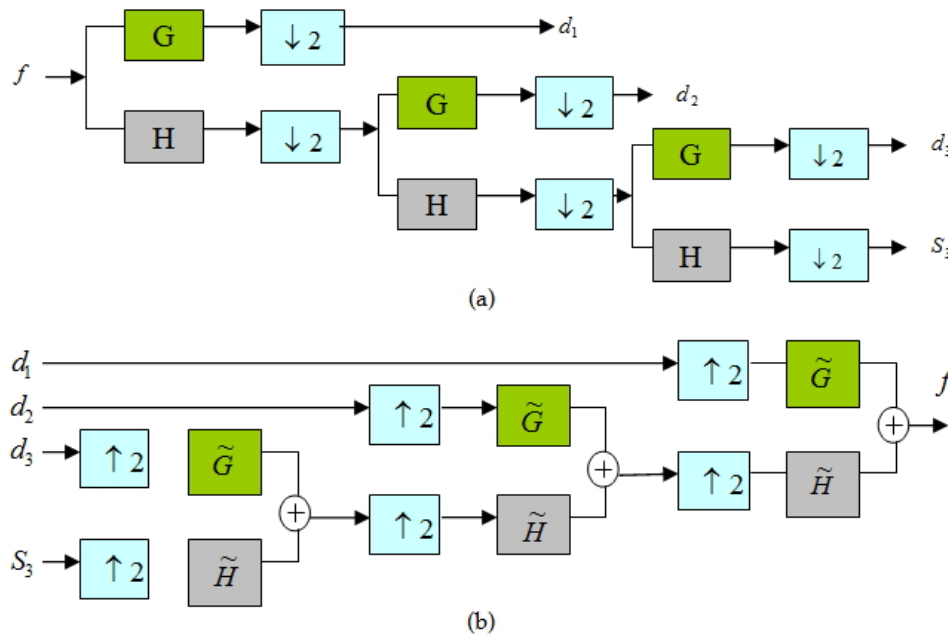 G ↓ 2 d₁
f
G ↓ 2 d₂
H ↓ 2
G ↓ 2 d₃
H ↓ 2
H ↓ 2 S₃
(a)
d₁ ↑ 2 G̃ f
d₂ ↑ 2 G̃ +
d₃ ↑ 2 G̃ + ↑ 2 H̃
+ ↑ 2 H̃
S₃ ↑ 2 H̃
(b)